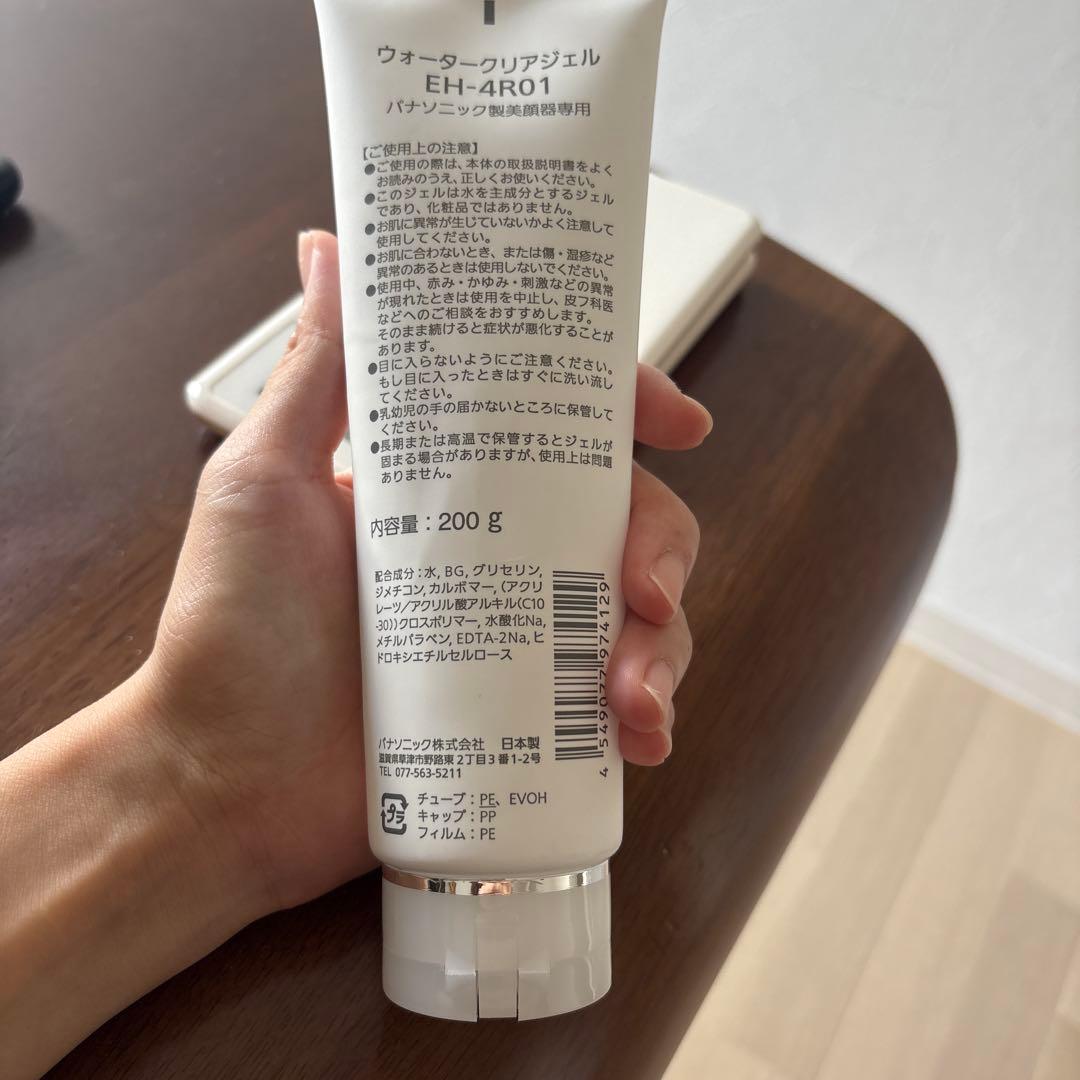 ウォータークリアジェル
EH-4R01
パナソニック製美顔器専用
【ご使用上の注意】
●ご使用の際は、本体の取扱説明書をよく
お読みのうえ、正しくお使いください。
●このジェルは水を主成分とするジェル
であり、化粧品ではありません。
●お肌に異常が生じていないかよく注意して
使用してください。
●お肌に合わないとき、または傷・湿疹など
異常のあるときは使用しないでください。
●使用中、赤み・かゆみ・刺激などの異常
が現れたときは使用を中止し、皮フ科医
などへのご相談をおすすめします。
そのまま続けると症状が悪化することが
あります。
●目に入らないようにご注意ください。
もし目に入ったときはすぐに洗い流し
てください。
●乳幼児の手の届かないところに保管して
ください。
●長期または高温で保管するとジェルが
固まる場合がありますが、使用上は問題
ありません。
内容量：200 g
配合成分：水, BG, グリセリン,
ジメチコン, カルボマー, (アクリ
レーツ/アクリル酸アルキル(C10
-30))クロスポリマー, 水酸化Na,
メチルパラベン, EDTA-2Na, ヒ
ドロキシエチルセルロース
4 549077 974129
パナソニック株式会社　日本製
滋賀県草津市野路東2丁目3番1-2号
TEL 077-563-5211
プラ
チューブ：PE、EVOH
キャップ：PP
フィルム：PE